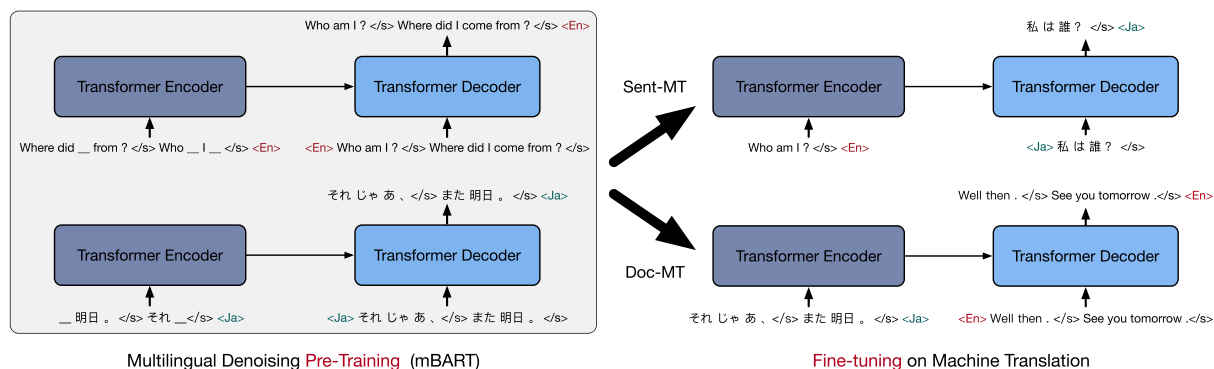 Who am I ? </s> Where did I come from ? </s> <En>
Transformer Encoder
Transformer Decoder
Where did __ from ? </s> Who __ I __ </s> <En>
<En> Who am I ? </s> Where did I come from ? </s>
それ じゃ あ 、 </s> また 明日 。 </s> <Ja>
Transformer Encoder
Transformer Decoder
__ 明日 。 </s> それ __</s> <Ja>
<Ja> それ じゃ あ 、 </s> また 明日 。 </s>
Multilingual Denoising Pre-Training (mBART)
Sent-MT
Doc-MT
私 は 誰 ? </s> <Ja>
Transformer Encoder
Transformer Decoder
Who am I ? </s> <En>
<Ja> 私 は 誰 ? </s>
Well then . </s> See you tomorrow .</s> <En>
Transformer Encoder
Transformer Decoder
それ じゃ あ 、 </s> また 明日 。 </s> <Ja>
<En> Well then . </s> See you tomorrow .</s>
Fine-tuning on Machine Translation